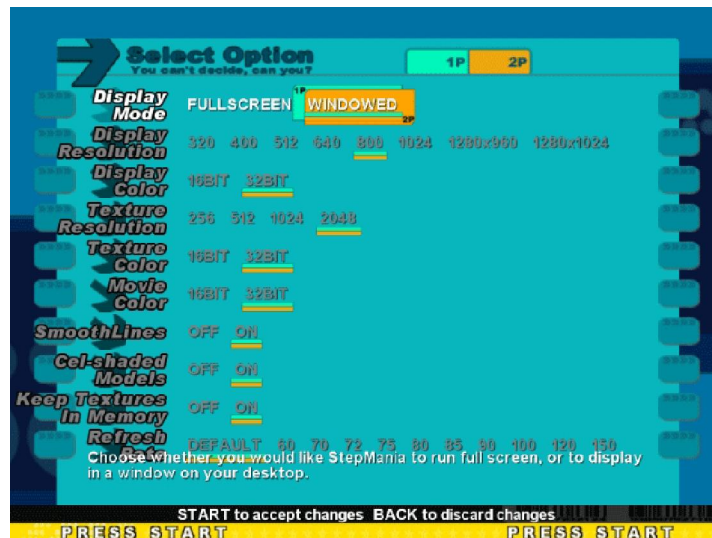 Select Option
You can't decide, can you?
1P 2P
Display Mode
FULLSCREEN WINDOWED
1P
2P
Display Resolution
320 400 512 640 800 1024 1280x960 1280x1024
Display Color
16BIT 32BIT
Texture Resolution
256 512 1024 2048
Texture Color
16BIT 32BIT
Movie Color
16BIT 32BIT
SmoothLines
OFF ON
Cel-shaded Models
OFF ON
Keep Textures In Memory
OFF ON
Refresh Rate
DEFAULT 60 70 72 75 80 85 90 100 120 150
Choose whether you would like StepMania to run full screen, or to display
in a window on your desktop.
START to accept changes BACK to discard changes
PRESS START PRESS START